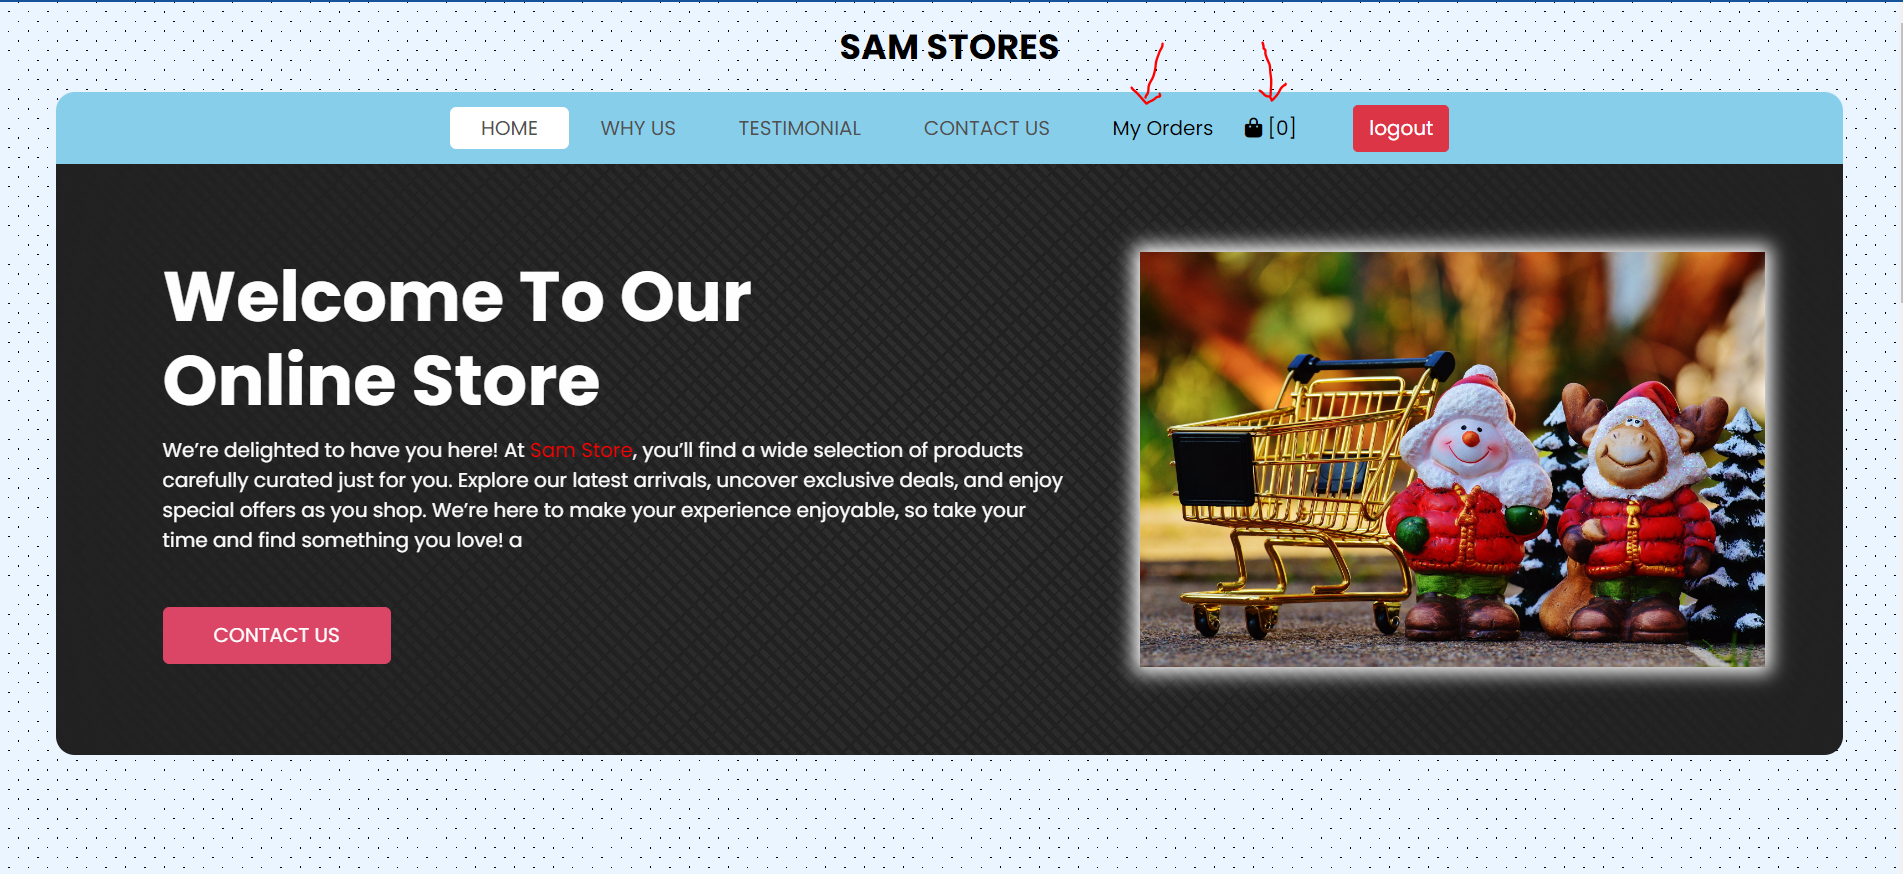 SAM STORES
HOME WHY US TESTIMONIAL CONTACT US My Orders [0] logout
Welcome To Our
Online Store
We’re delighted to have you here! At Sam Store, you’ll find a wide selection of products
carefully curated just for you. Explore our latest arrivals, uncover exclusive deals, and enjoy
special offers as you shop. We’re here to make your experience enjoyable, so take your
time and find something you love! a
CONTACT US